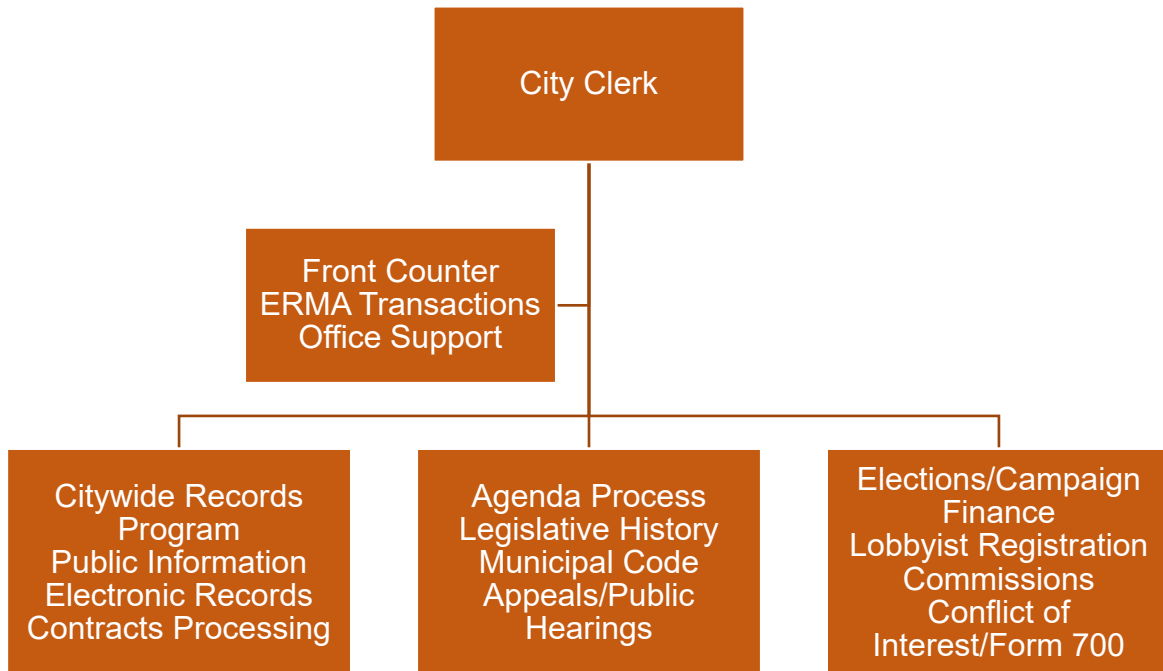 City Clerk
Front Counter
ERMA Transactions
Office Support
Citywide Records
Program
Public Information
Electronic Records
Contracts Processing
Agenda Process
Legislative History
Municipal Code
Appeals/Public
Hearings
Elections/Campaign
Finance
Lobbyist Registration
Commissions
Conflict of
Interest/Form 700